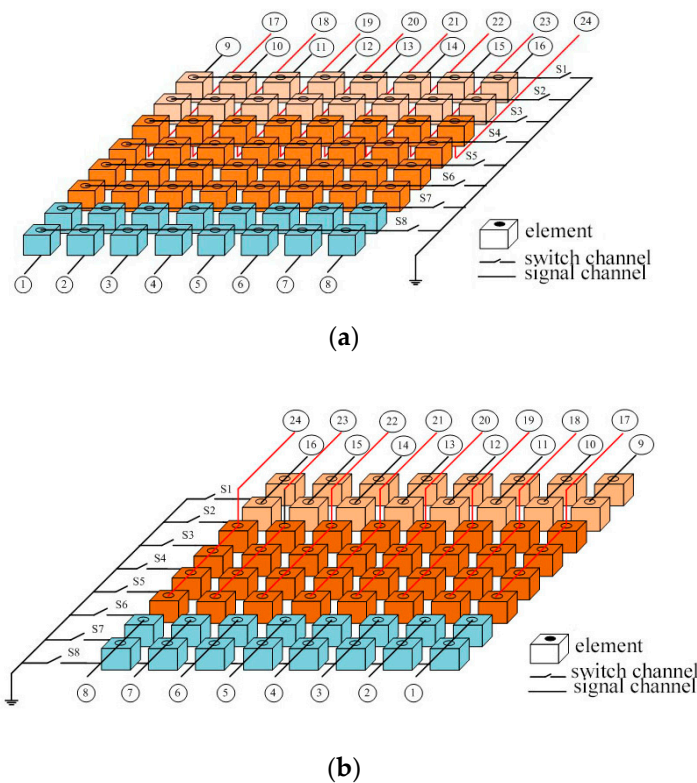 17 18 19 20 21 22 23 24
9 10 11 12 13 14 15 16
S1
S2
S3
S4
S5
S6
S7
S8
element
switch channel
signal channel
1 2 3 4 5 6 7 8
(a)
24 23 22 21 20 19 18 17
16 15 14 13 12 11 10 9
S1
S2
S3
S4
S5
S6
S7
S8
element
switch channel
signal channel
8 7 6 5 4 3 2 1
(b)